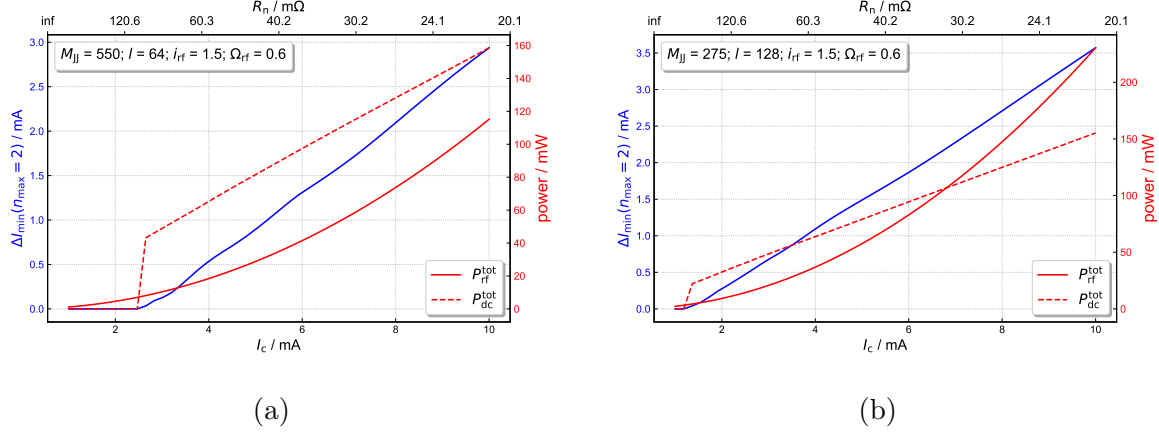 R_n / mΩ
inf 120.6 60.3 40.2 30.2 24.1 20.1
M_JJ = 550; l = 64; i_rf = 1.5; Ω_rf = 0.6
ΔI_min(n_max = 2) / mA
3.0
2.5
2.0
1.5
1.0
0.5
0.0
160
140
120
100
80
60
40
20
0
power / mW
P_rf^tot
P_dc^tot
2 4 6 8 10
I_c / mA
(a)
R_n / mΩ
inf 120.6 60.3 40.2 30.2 24.1 20.1
M_JJ = 275; l = 128; i_rf = 1.5; Ω_rf = 0.6
ΔI_min(n_max = 2) / mA
3.5
3.0
2.5
2.0
1.5
1.0
0.5
0.0
200
150
100
50
0
power / mW
P_rf^tot
P_dc^tot
2 4 6 8 10
I_c / mA
(b)